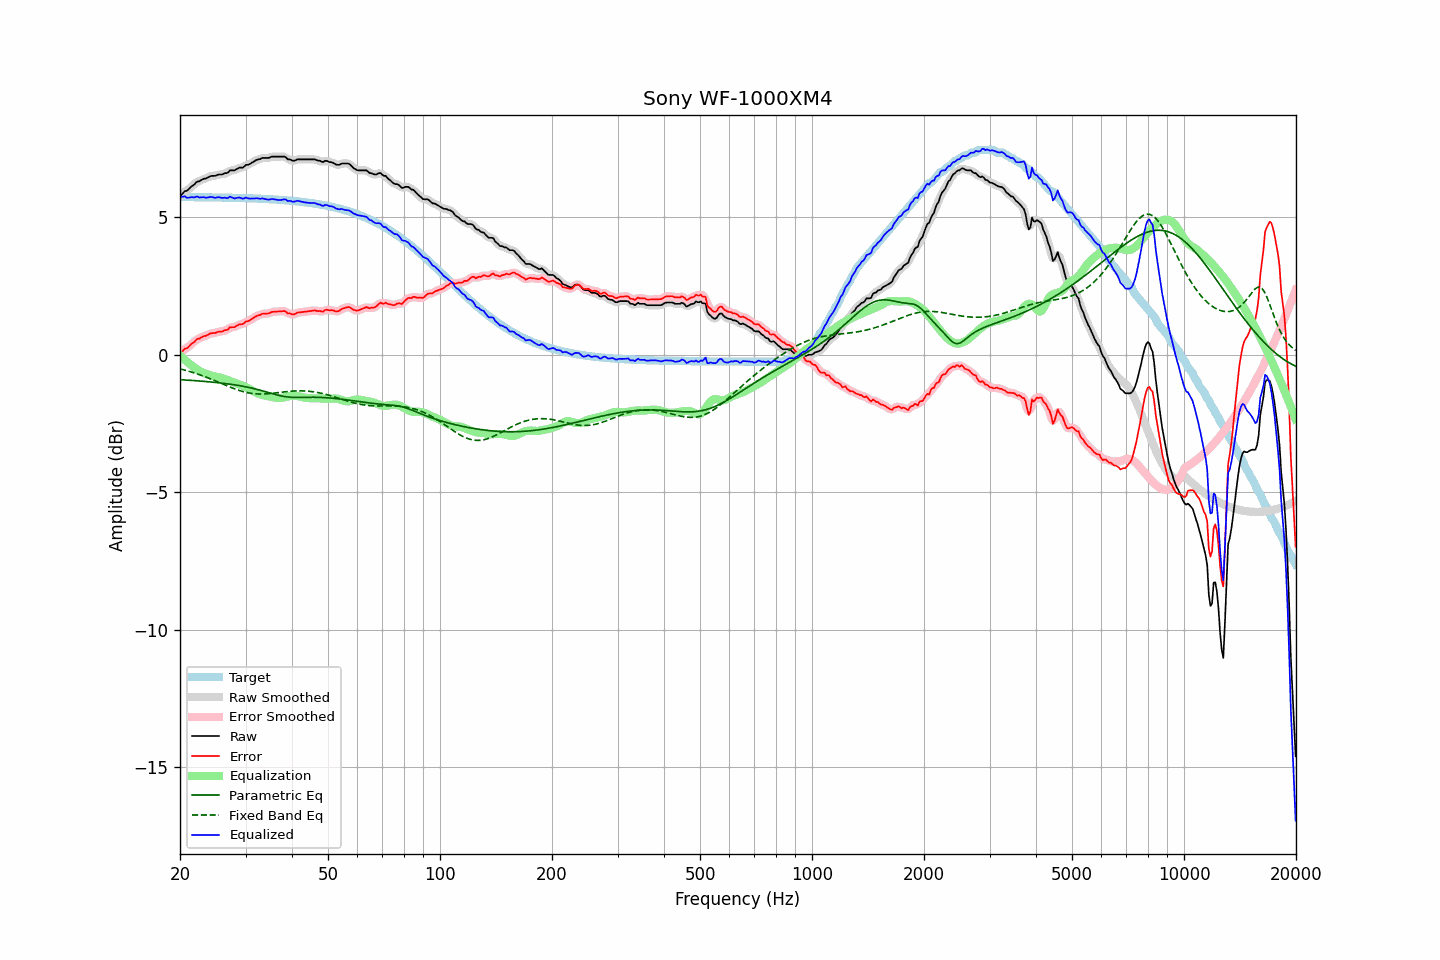 Sony WF-1000XM4
Amplitude (dBr)
5
0
−5
−10
−15
Target
Raw Smoothed
Error Smoothed
Raw
Error
Equalization
Parametric Eq
Fixed Band Eq
Equalized
20 50 100 200 500 1000 2000 5000 10000 20000
Frequency (Hz)